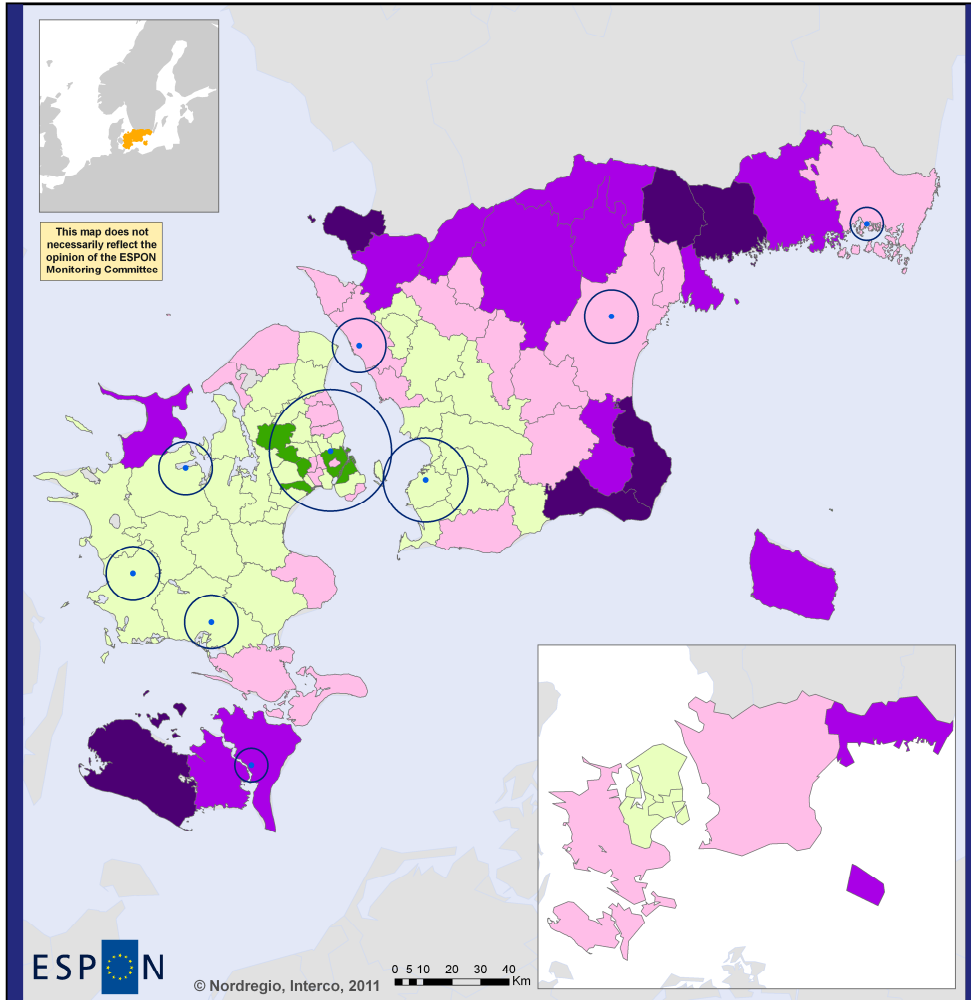 This map does not
necessarily reflect the
opinion of the ESPON
Monitoring Committee
ESPON
© Nordregio, Interco, 2011
0 5 10 20 30 40
Km